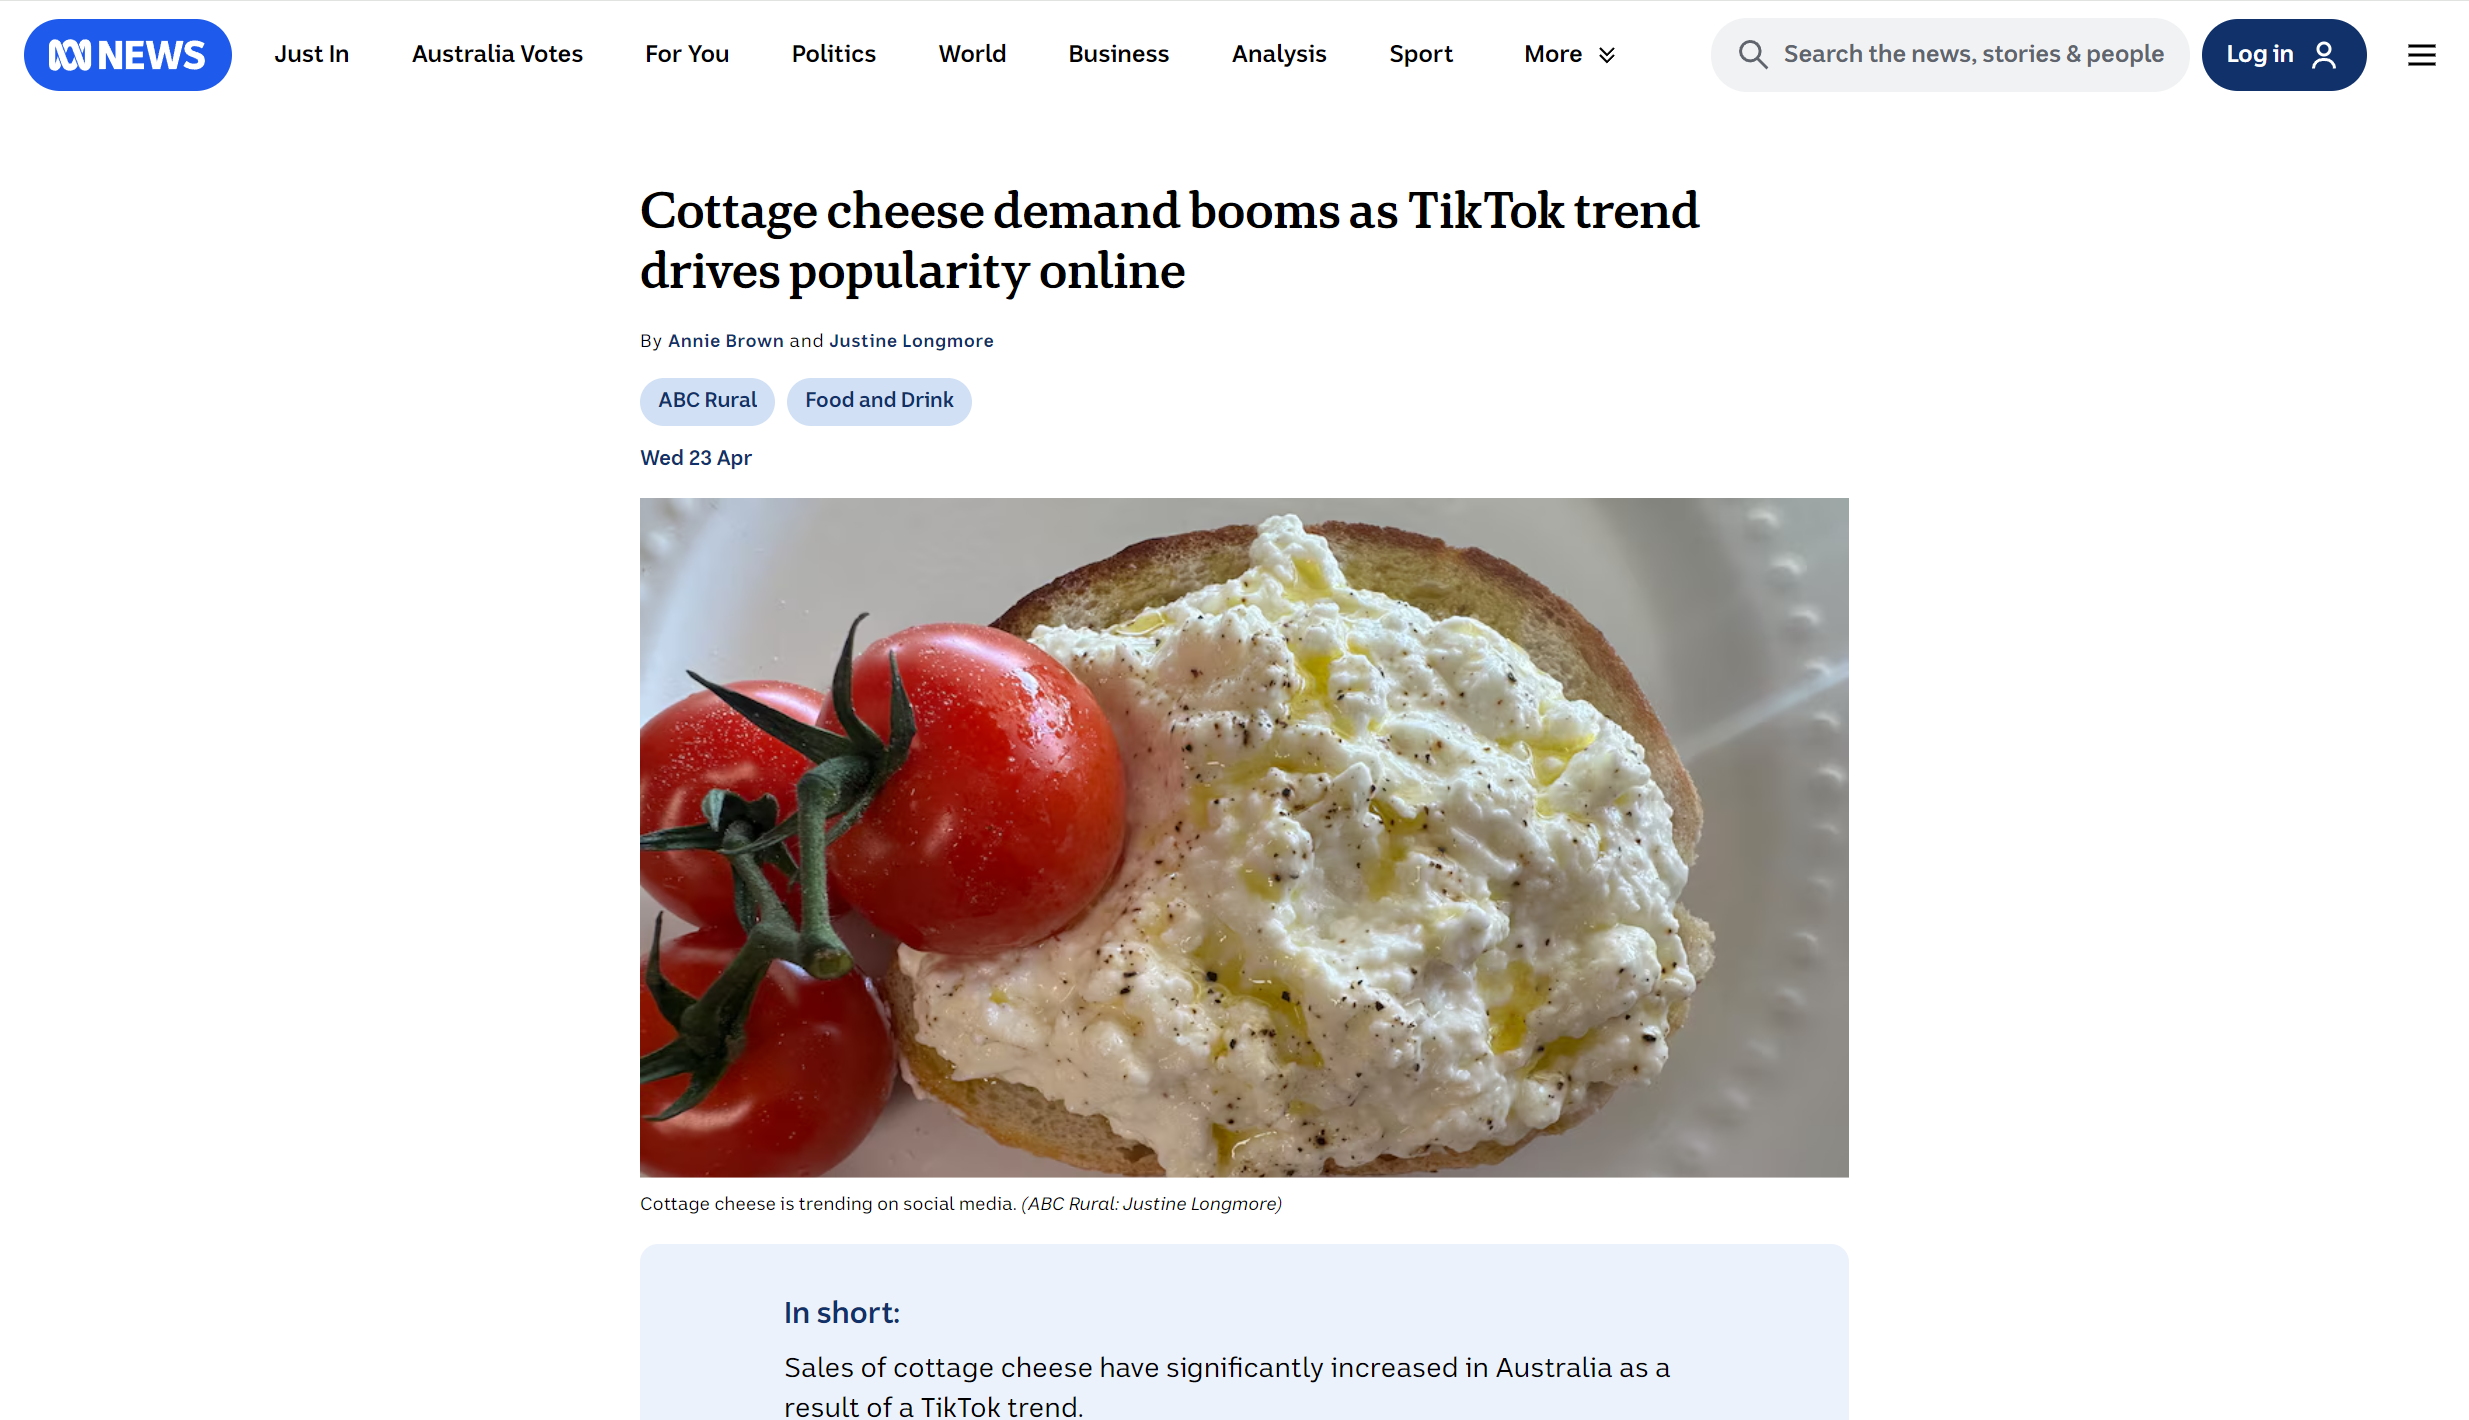 NEWS
Just In
Australia Votes
For You
Politics
World
Business
Analysis
Sport
More
Search the news, stories & people
Log in
Cottage cheese demand booms as TikTok trend
drives popularity online
By Annie Brown and Justine Longmore
ABC Rural
Food and Drink
Wed 23 Apr
Cottage cheese is trending on social media. (ABC Rural: Justine Longmore)
In short:
Sales of cottage cheese have significantly increased in Australia as a
result of a TikTok trend.